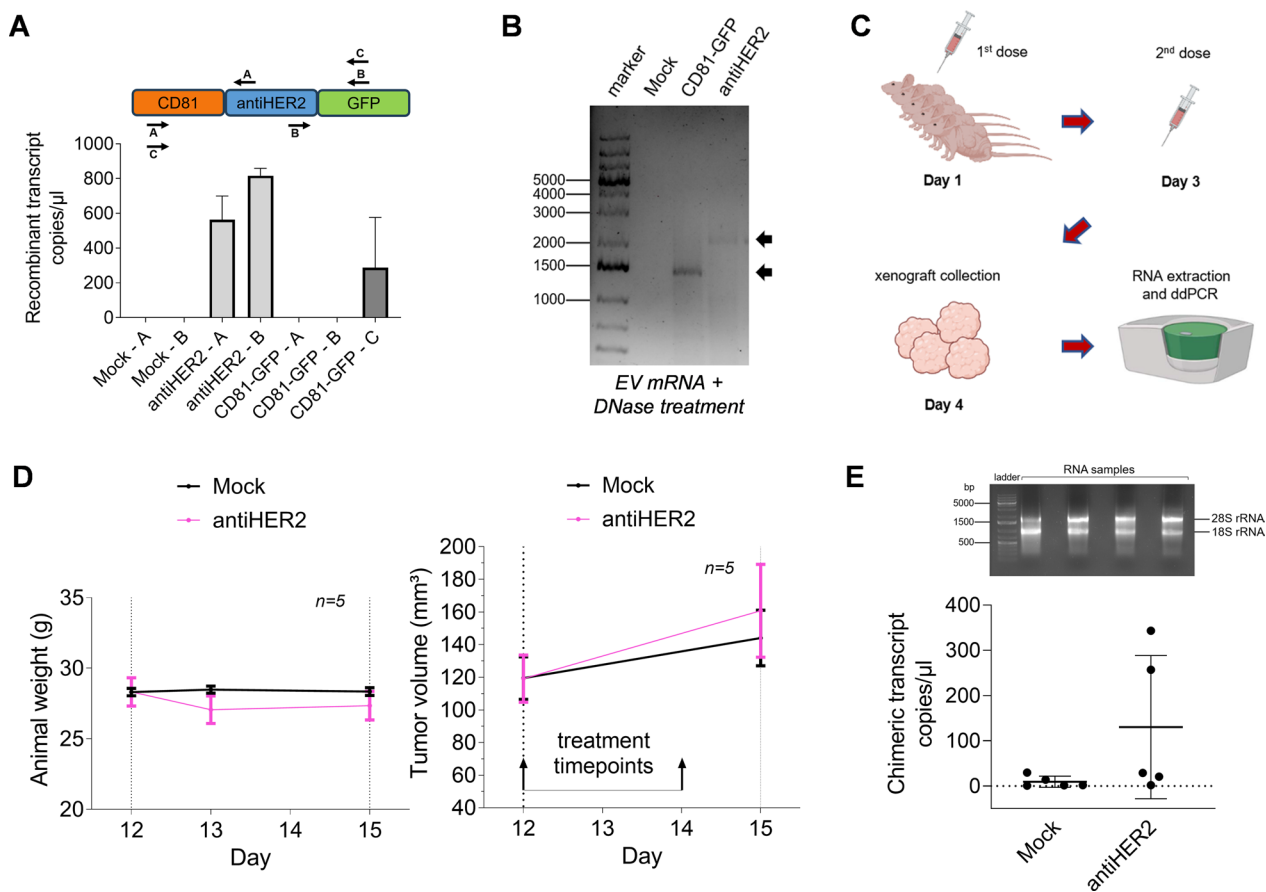 A
C
A
B
CD81
antiHER2
GFP
A
B
C
Recombinant transcript
copies/µl
1000
800
600
400
200
0
Mock - A
Mock - B
antiHER2 - A
antiHER2 - B
CD81-GFP - A
CD81-GFP - B
CD81-GFP - C
B
marker
Mock
CD81-GFP
antiHER2
5000
4000
3000
2000
1500
1000
EV mRNA +
DNase treatment
C
1st dose
2nd dose
Day 1
Day 3
xenograft collection
RNA extraction
and ddPCR
Day 4
D
Mock
antiHER2
n=5
Animal weight (g)
35
30
25
20
12
13
14
15
Day
Mock
antiHER2
n=5
Tumor volume (mm³)
200
180
160
140
120
100
80
60
40
treatment
timepoints
12
13
14
15
Day
E
RNA samples
ladder
bp
5000
1500
500
28S rRNA
18S rRNA
Chimeric transcript
copies/µl
400
300
200
100
0
Mock
antiHER2